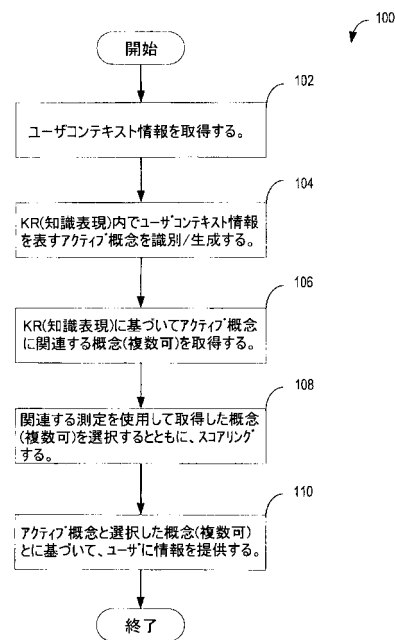 100
開始
102
ユーザコンテキスト情報を取得する。
104
KR(知識表現)内でユーザコンテキスト情報
を表すアクティブ概念を識別/生成する。
106
KR(知識表現)に基づいてアクティブ概念
に関連する概念(複数可)を取得する。
108
関連する測定を使用して取得した概念
(複数可)を選択するとともに、スコアリング
する。
110
アクティブ概念と選択した概念(複数可)
とに基づいて、ユーザに情報を提供する。
終了